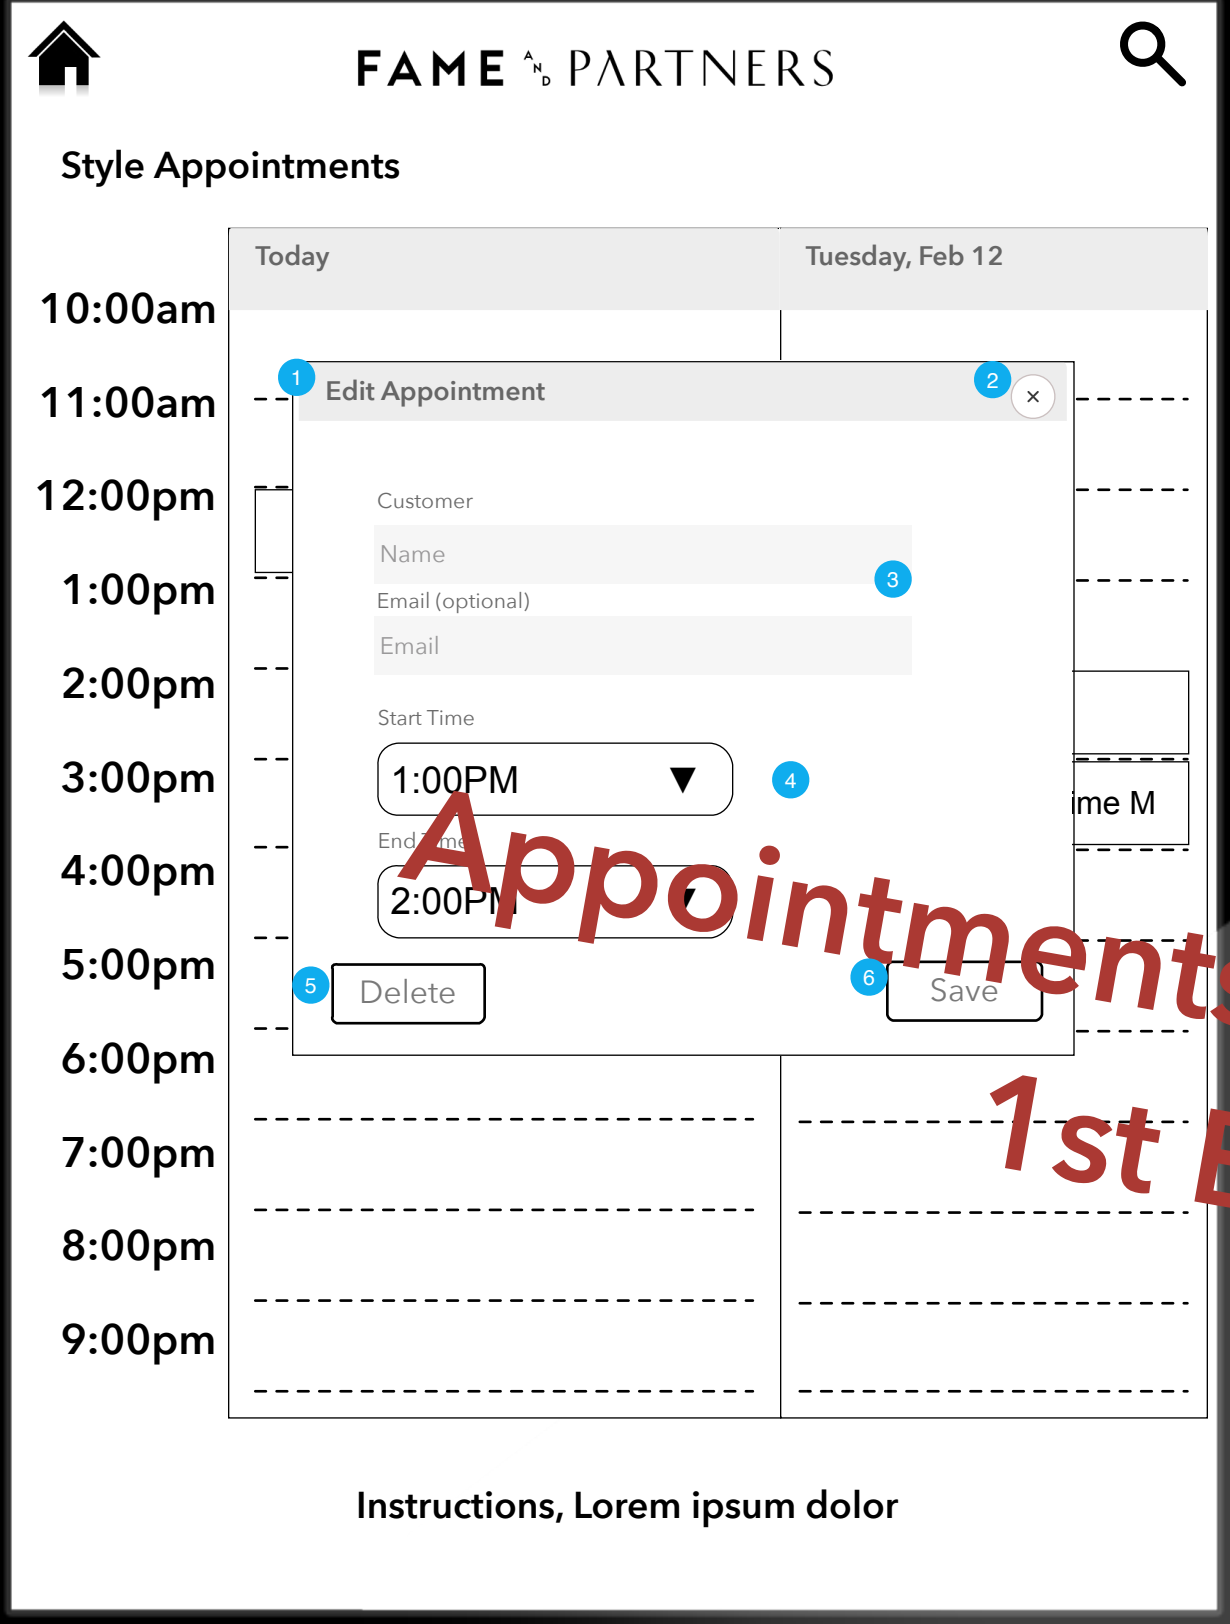 FAME AND PARTNERS
Style Appointments
Today
Tuesday, Feb 12
10:00am
11:00am
12:00pm
1:00pm
2:00pm
3:00pm
4:00pm
5:00pm
6:00pm
7:00pm
8:00pm
9:00pm
1
Edit Appointment
2
×
Customer
Name
3
Email (optional)
Email
Start Time
1:00PM
▼
4
ime M
End Time
2:00PM
▼
5
Delete
6
Save
Appointments
1st
Instructions, Lorem ipsum dolor